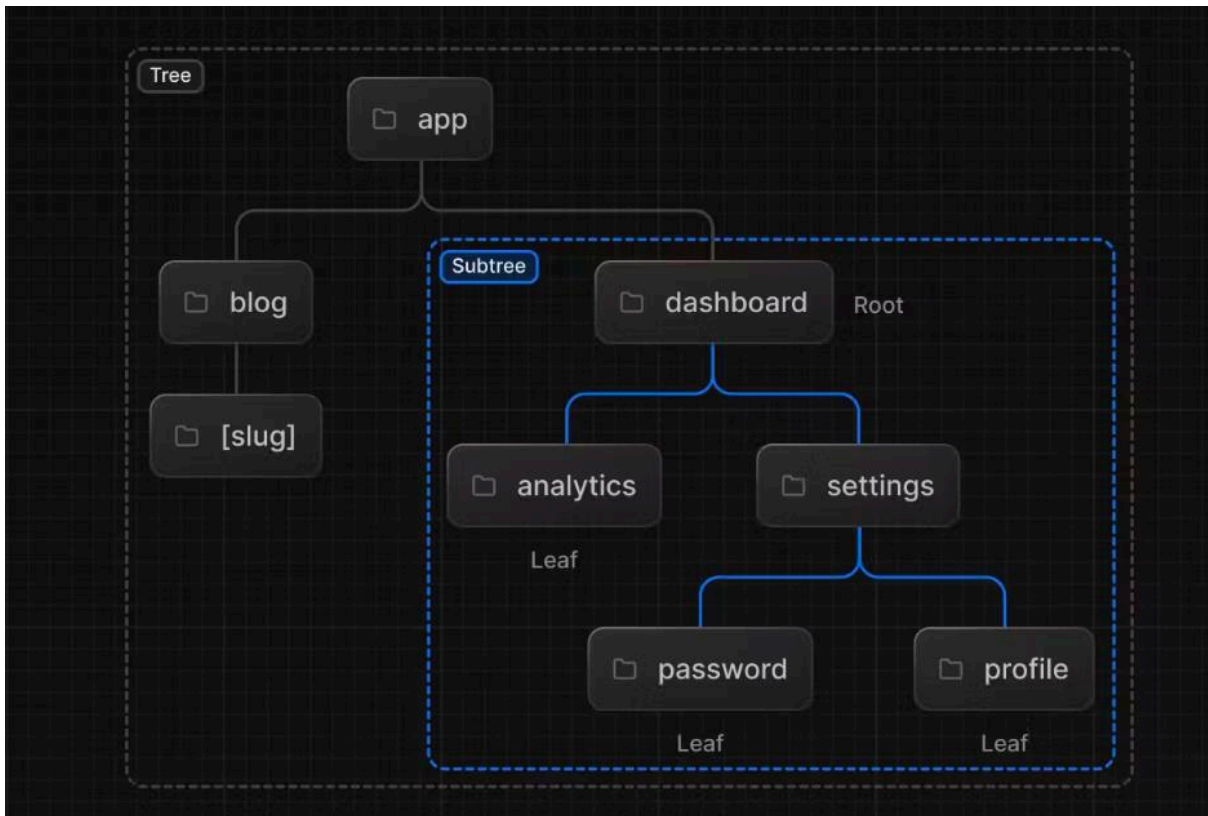 Tree
app
Subtree
blog
dashboard
Root
[slug]
analytics
settings
Leaf
password
profile
Leaf
Leaf